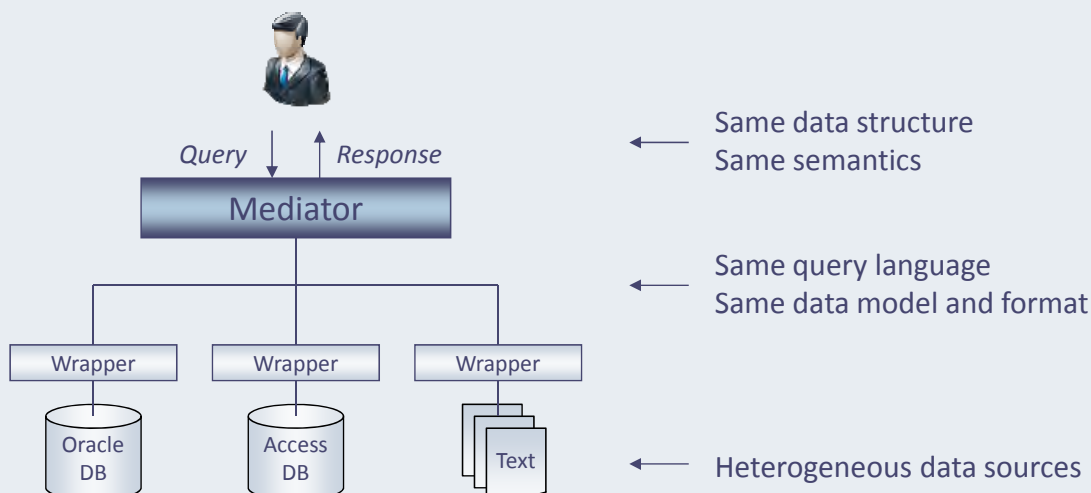 Query
Response
Same data structure
Same semantics
Mediator
Same query language
Same data model and format
Wrapper
Wrapper
Wrapper
Oracle
DB
Access
DB
Text
Heterogeneous data sources